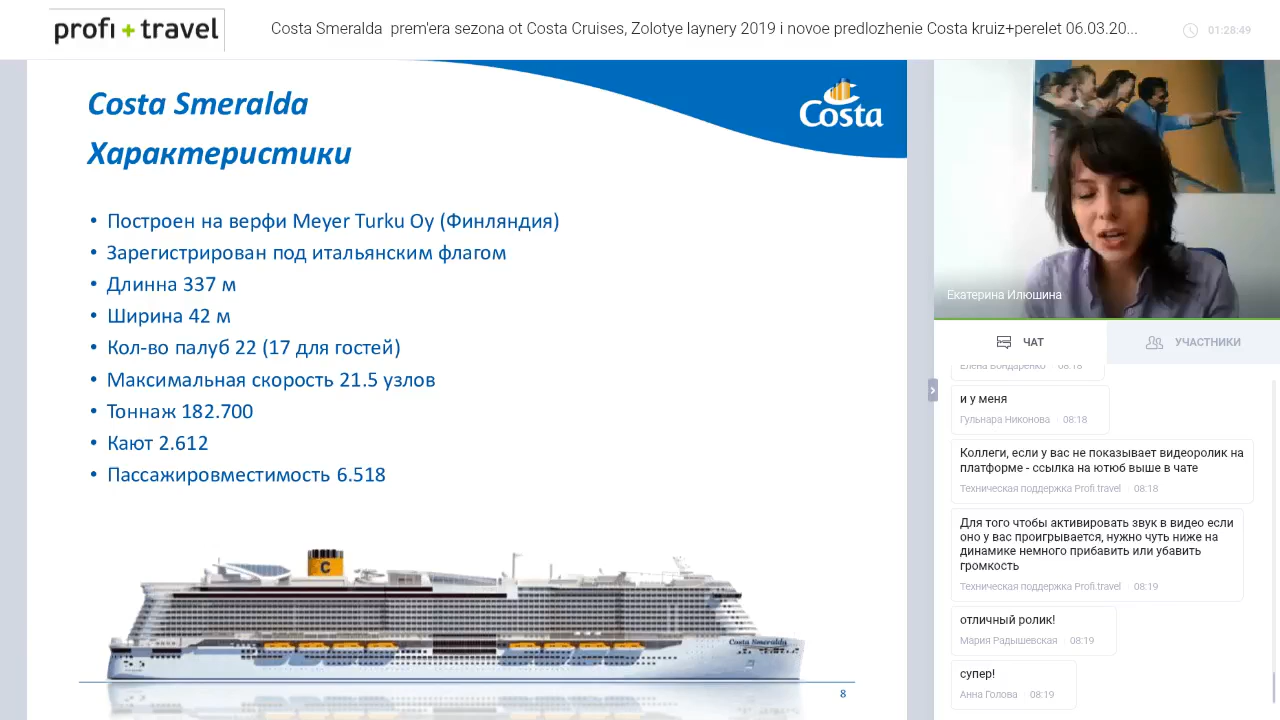 profi + travel
Costa Smeralda prem'era sezona ot Costa Cruises, Zolotye laynery 2019 i novoe predlozhenie Costa kruiz+perelet 06.03.20...
01:28:49
Costa Smeralda
Характеристики
Costa
• Построен на верфи Meyer Turku Oy (Финляндия)
• Зарегистрирован под итальянским флагом
• Длинна 337 м
• Ширина 42 м
• Кол-во палуб 22 (17 для гостей)
• Максимальная скорость 21.5 узлов
• Тоннаж 182.700
• Кают 2.612
• Пассажировместимость 6.518
C
Costa Smeralda
8
Екатерина Илюшина
ЧАТ
УЧАСТНИКИ
Елена Бондаренко · 08:18
и у меня
Гульнара Никонова · 08:18
Коллеги, если у вас не показывает видеоролик на
платформе - ссылка на ютюб выше в чате
Техническая поддержка Profi.travel · 08:18
Для того чтобы активировать звук в видео если
оно у вас проигрывается, нужно чуть ниже на
динамике немного прибавить или убавить
громкость
Техническая поддержка Profi.travel · 08:19
отличный ролик!
Мария Радышевская · 08:19
супер!
Анна Голова · 08:19